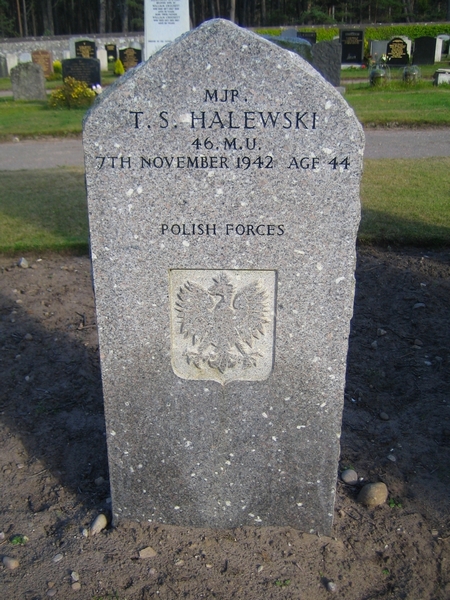 MJR.
T. S. HALEWSKI
46. M. U.
7TH NOVEMBER 1942 AGE 44
POLISH FORCES